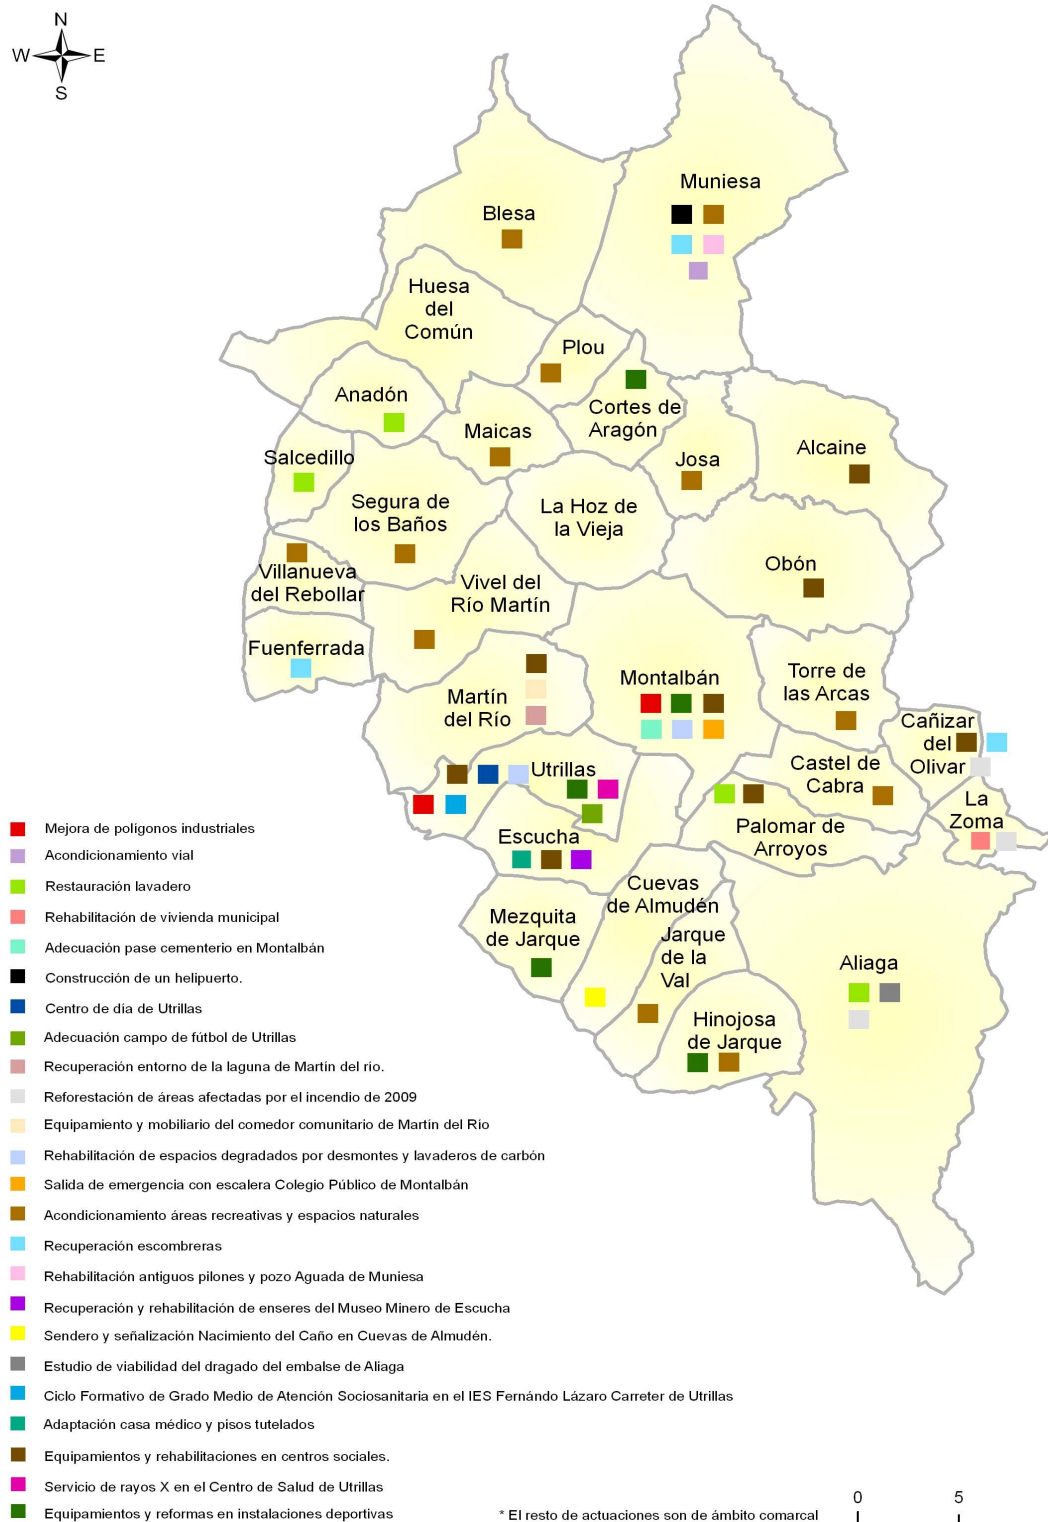 N
W E
S
Muniesa
Blesa
Huesa
del
Común
Plou
Anadón
Cortes de
Aragón
Maicas
Alcaine
Salcedillo
Josa
Segura de
los Baños
La Hoz de
la Vieja
Obón
Villanueva
del Rebollar
Vivel del
Río Martín
Fuenferrada
Torre de
las Arcas
Montalbán
Martín
del Río
Cañizar
del
Olivar
Castel de
Cabra
Utrillas
La
Zoma
Palomar de
Arroyos
Escucha
Cuevas
de Almudén
Mezquita
de Jarque
Jarque
de la
Val
Aliaga
Hinojosa
de Jarque
Mejora de polígonos industriales
Acondicionamiento vial
Restauración lavadero
Rehabilitación de vivienda municipal
Adecuación pase cementerio en Montalbán
Construcción de un helipuerto.
Centro de día de Utrillas
Adecuación campo de fútbol de Utrillas
Recuperación entorno de la laguna de Martín del río.
Reforestación de áreas afectadas por el incendio de 2009
Equipamiento y mobiliario del comedor comunitario de Martín del Río
Rehabilitación de espacios degradados por desmontes y lavaderos de carbón
Salida de emergencia con escalera Colegio Público de Montalbán
Acondicionamiento áreas recreativas y espacios naturales
Recuperación escombreras
Rehabilitación antiguos pilones y pozo Aguada de Muniesa
Recuperación y rehabilitación de enseres del Museo Minero de Escucha
Sendero y señalización Nacimiento del Caño en Cuevas de Almudén.
Estudio de viabilidad del dragado del embalse de Aliaga
Ciclo Formativo de Grado Medio de Atención Sociosanitaria en el IES Fernándo Lázaro Carreter de Utrillas
Adaptación casa médico y pisos tutelados
Equipamientos y rehabilitaciones en centros sociales.
Servicio de rayos X en el Centro de Salud de Utrillas
Equipamientos y reformas en instalaciones deportivas
* El resto de actuaciones son de ámbito comarcal
0 5